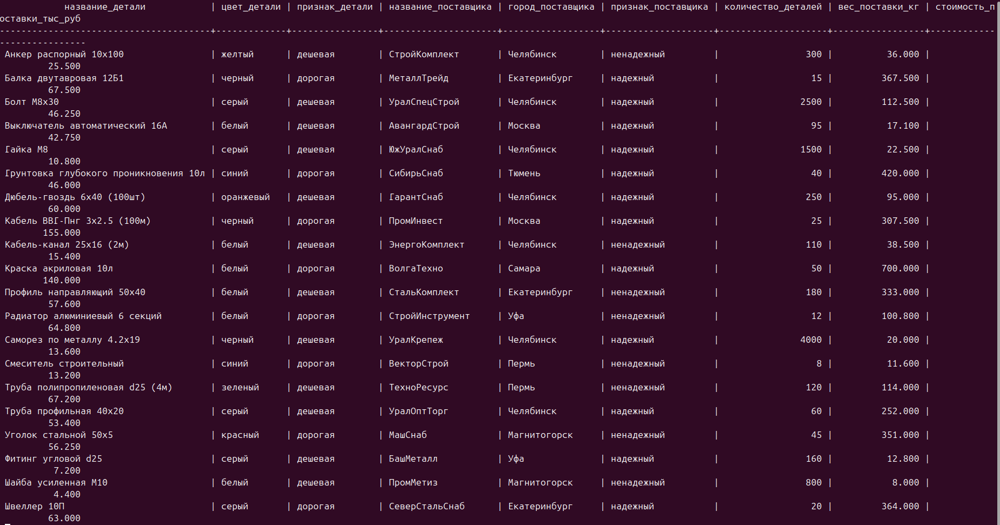 название_детали | цвет_детали | признак_детали | название_поставщика | город_поставщика | признак_поставщика | количество_деталей | вес_поставки_кг | стоимость_п
оставки_тыс_руб
---------------------------------------+-------------+----------------+---------------------+------------------+--------------------+--------------------+-----------------+------------
----------------
Анкер распорный 10х100 | желтый | дешевая | СтройКомплект | Челябинск | ненадежный | 300 | 36.000 |
25.500
Балка двутавровая 12Б1 | черный | дорогая | МеталлТрейд | Екатеринбург | надежный | 15 | 367.500 |
67.500
Болт М8х30 | серый | дешевая | УралСпецСтрой | Челябинск | надежный | 2500 | 112.500 |
46.250
Выключатель автоматический 16А | белый | дешевая | АвангардСтрой | Москва | надежный | 95 | 17.100 |
42.750
Гайка М8 | серый | дешевая | ЮжУралСнаб | Челябинск | надежный | 1500 | 22.500 |
10.800
Грунтовка глубокого проникновения 10л | синий | дорогая | СибирьСнаб | Тюмень | надежный | 40 | 420.000 |
46.000
Дюбель-гвоздь 6х40 (100шт) | оранжевый | дешевая | ГарантСнаб | Челябинск | надежный | 250 | 95.000 |
60.000
Кабель ВВГ-Пнг 3х2.5 (100м) | черный | дорогая | ПромИнвест | Москва | надежный | 25 | 307.500 |
155.000
Кабель-канал 25х16 (2м) | белый | дешевая | ЭнергоКомплект | Челябинск | ненадежный | 110 | 38.500 |
15.400
Краска акриловая 10л | белый | дорогая | ВолгаТехно | Самара | надежный | 50 | 700.000 |
140.000
Профиль направляющий 50х40 | белый | дешевая | СтальКомплект | Екатеринбург | ненадежный | 180 | 333.000 |
57.600
Радиатор алюминиевый 6 секций | белый | дорогая | СтройИнструмент | Уфа | ненадежный | 12 | 100.800 |
64.800
Саморез по металлу 4.2х19 | черный | дешевая | УралКрепеж | Челябинск | надежный | 4000 | 20.000 |
13.600
Смеситель строительный | синий | дорогая | ВекторСтрой | Пермь | ненадежный | 8 | 11.600 |
13.200
Труба полипропиленовая d25 (4м) | зеленый | дешевая | ТехноРесурс | Пермь | ненадежный | 120 | 114.000 |
67.200
Труба профильная 40х20 | серый | дешевая | УралОптТорг | Челябинск | надежный | 60 | 252.000 |
53.400
Уголок стальной 50х5 | красный | дорогая | МашСнаб | Магнитогорск | ненадежный | 45 | 351.000 |
56.250
Фитинг угловой d25 | серый | дешевая | БашМеталл | Уфа | надежный | 160 | 12.800 |
7.200
Шайба усиленная М10 | белый | дешевая | ПромМетиз | Магнитогорск | ненадежный | 800 | 8.000 |
4.400
Швеллер 10П | серый | дорогая | СеверСтальСнаб | Екатеринбург | надежный | 20 | 364.000 |
63.000